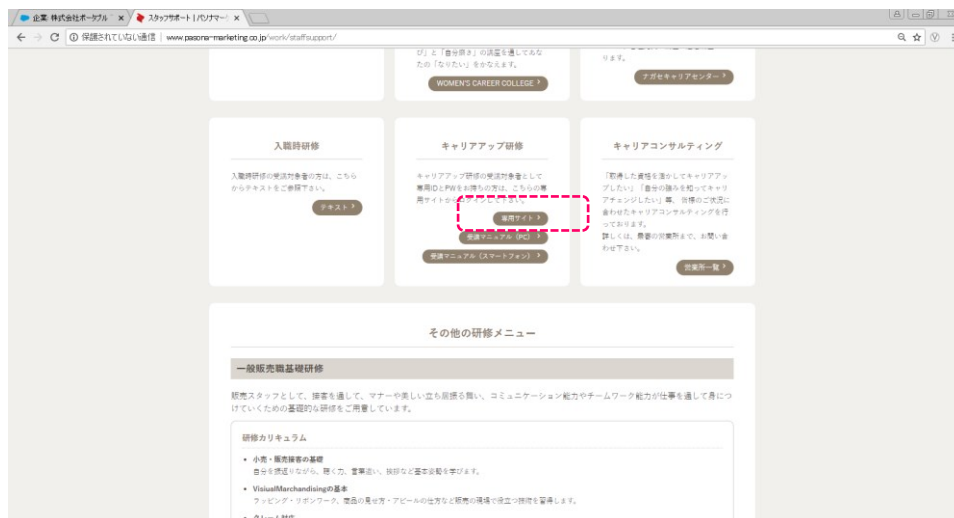 企業: 株式会社ポータブル
スタッフサポート | パソナマー
保護されていない通信 | www.pasona-marketing.co.jp/work/staffsupport/
び」と「自分磨き」の講座を通してあな
たの「なりたい」をかなえます。
WOMEN'S CAREER COLLEGE
ります。
ナガセキャリアセンター
入職時研修
入職時研修の受講対象者の方は、こちら
からテキストをご参照下さい。
テキスト
キャリアアップ研修
キャリアアップ研修の受講対象者として
専用IDとPWをお持ちの方は、こちらの専
用サイトからログインして下さい。
専用サイト
受講マニュアル（PC）
受講マニュアル（スマートフォン）
キャリアコンサルティング
「取得した資格を活かしてキャリアアッ
プしたい」「自分の強みを知ってキャリ
アチェンジしたい」等、皆様のご状況に
合わせたキャリアコンサルティングを行
っております。
詳しくは、最寄の営業所まで、お問い合
わせ下さい。
営業所一覧
その他の研修メニュー
一般販売職基礎研修
販売スタッフとして、接客を通して、マナーや美しい立ち居振る舞い、コミュニケーション能力やチームワーク能力が仕事を通して身につ
けていくための基礎的な研修をご用意しています。
研修カリキュラム
• 小売・販売接客の基礎
自分を振返りながら、聴く力、言葉遣い、挨拶など基本姿勢を学びます。
• VisiualMarchandisingの基本
ラッピング・リボンワーク、商品の見せ方・アピールの仕方など販売の現場で役立つ技術を習得します。